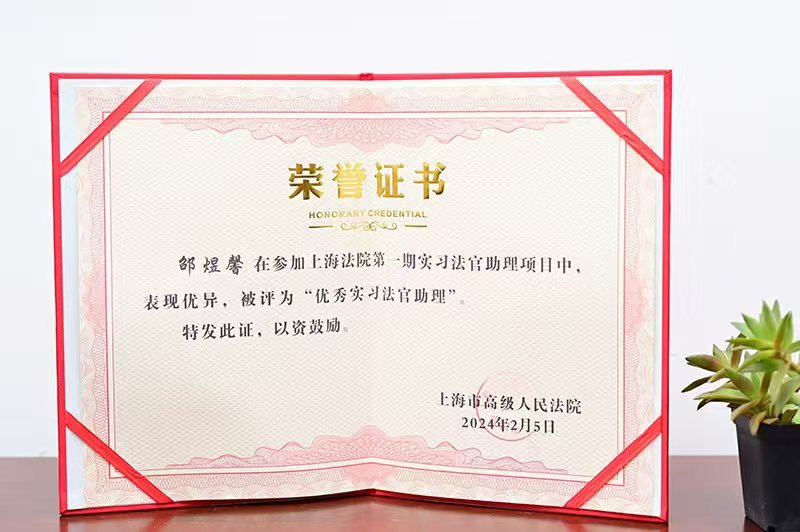 荣誉证书
HONORARY CREDENTIAL
邵煜馨 在参加上海法院第一期实习法官助理项目中,
表现优异，被评为“优秀实习法官助理”。
特发此证，以资鼓励。
上海市高级人民法院
2024年2月5日